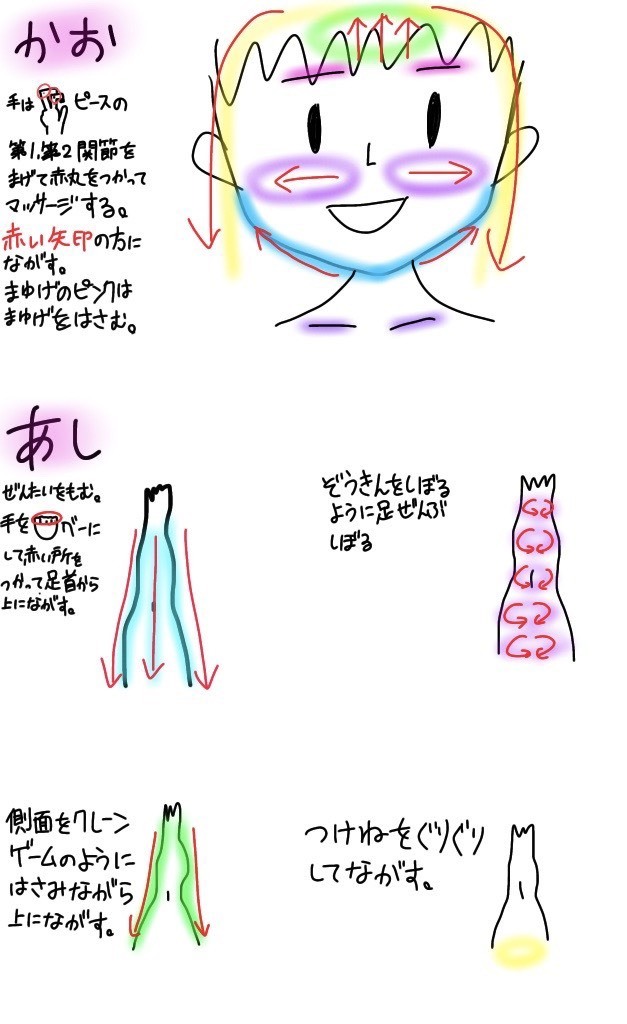 かお
手は ピースの
第1、第2関節を
まげて赤丸をつかって
マッサージする。
赤い矢印の方に
ながす。
まゆげのピンクは
まゆげをはさむ。
あし
ぜんたいをもむ。
手を グーに
して赤い所を
つかって足首から
上にながす。
ぞうきんをしぼる
ように足ぜんぶ
しぼる
側面をクレーン
ゲームのように
はさみながら
上にながす。
つけねをぐりぐり
してながす。